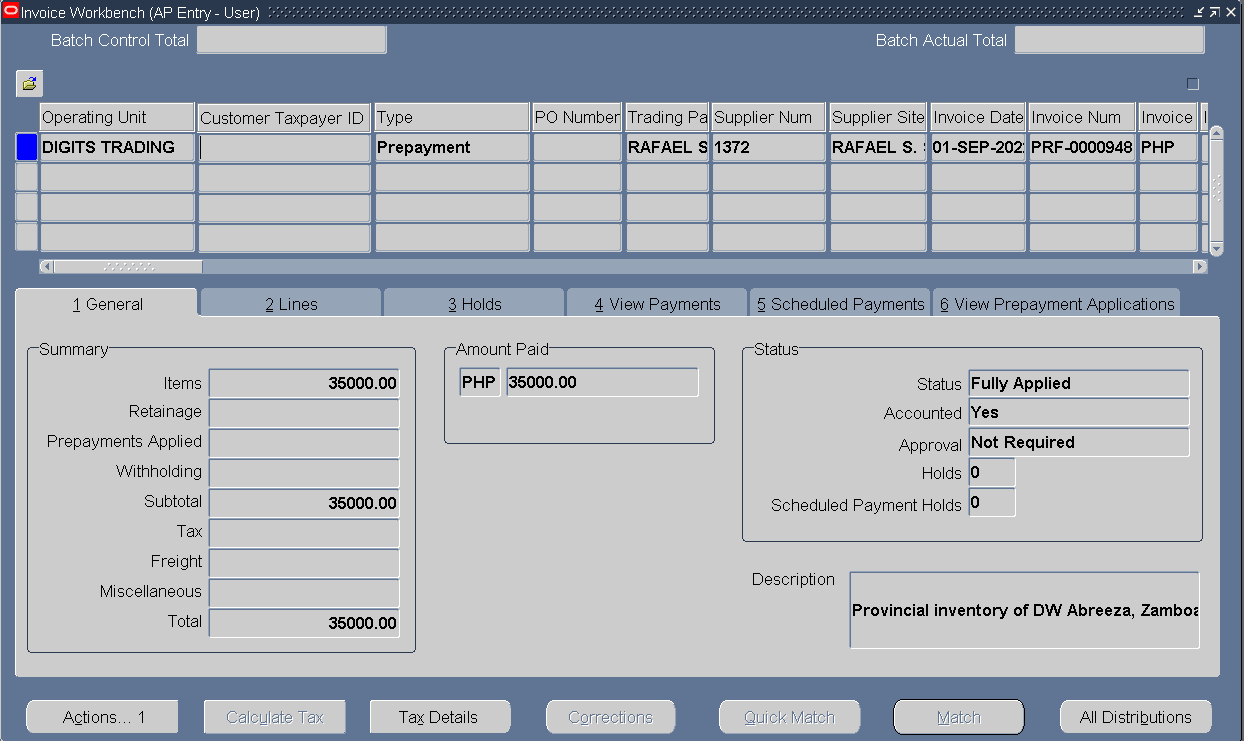 Invoice Workbench (AP Entry - User)
Batch Control Total
Batch Actual Total
Operating Unit Customer Taxpayer ID Type PO Number Trading Pa Supplier Num Supplier Site Invoice Date Invoice Num Invoice
DIGITS TRADING Prepayment RAFAEL S 1372 RAFAEL S. 01-SEP-202 PRF-0000948 PHP
1 General 2 Lines 3 Holds 4 View Payments 5 Scheduled Payments 6 View Prepayment Applications
Summary
Items 35000.00
Retainage
Prepayments Applied
Withholding
Subtotal 35000.00
Tax
Freight
Miscellaneous
Total 35000.00
Amount Paid
PHP 35000.00
Status
Status Fully Applied
Accounted Yes
Approval Not Required
Holds 0
Scheduled Payment Holds 0
Description
Provincial inventory of DW Abreeza, Zamboa
Actions... 1 Calculate Tax Tax Details Corrections Quick Match Match All Distributions